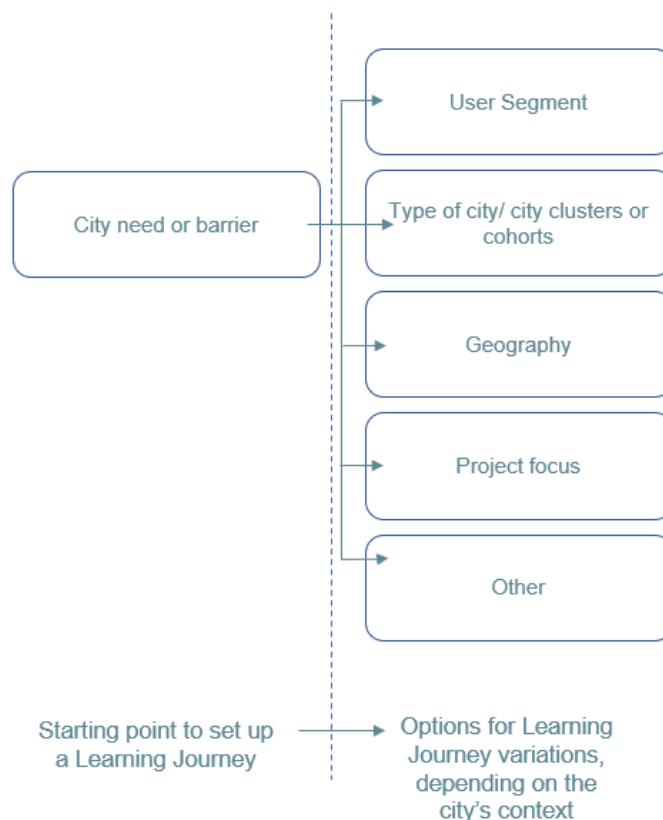 User Segment
City need or barrier
Type of city/ city clusters or
cohorts
Geography
Project focus
Other
Starting point to set up
a Learning Journey
Options for Learning
Journey variations,
depending on the
city's context